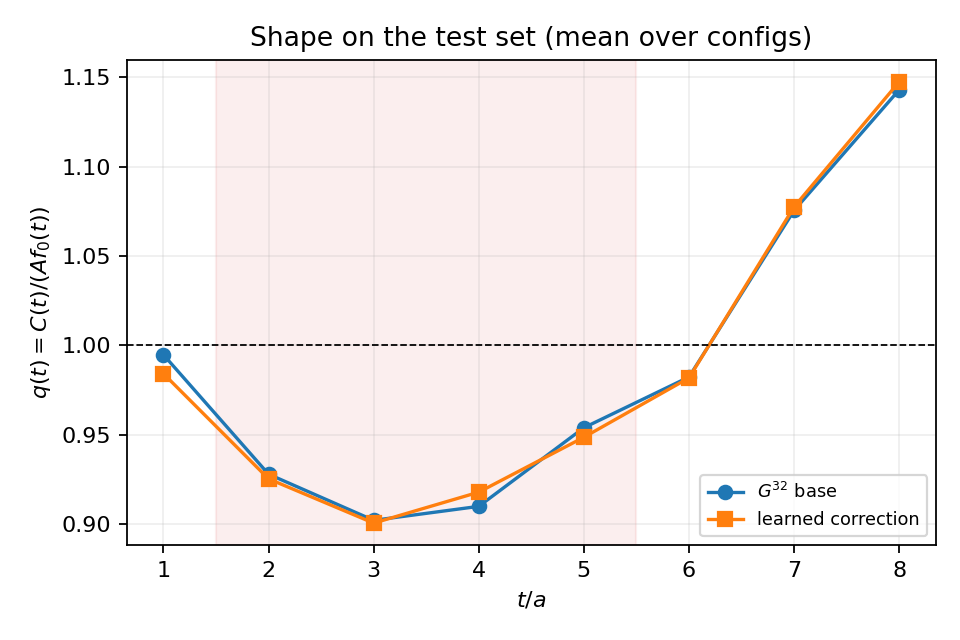 Shape on the test set (mean over configs)
q(t) = C(t)/(Af₀(t))
1.15
1.10
1.05
1.00
0.95
0.90
1 2 3 4 5 6 7 8
t/a
G³² base
learned correction